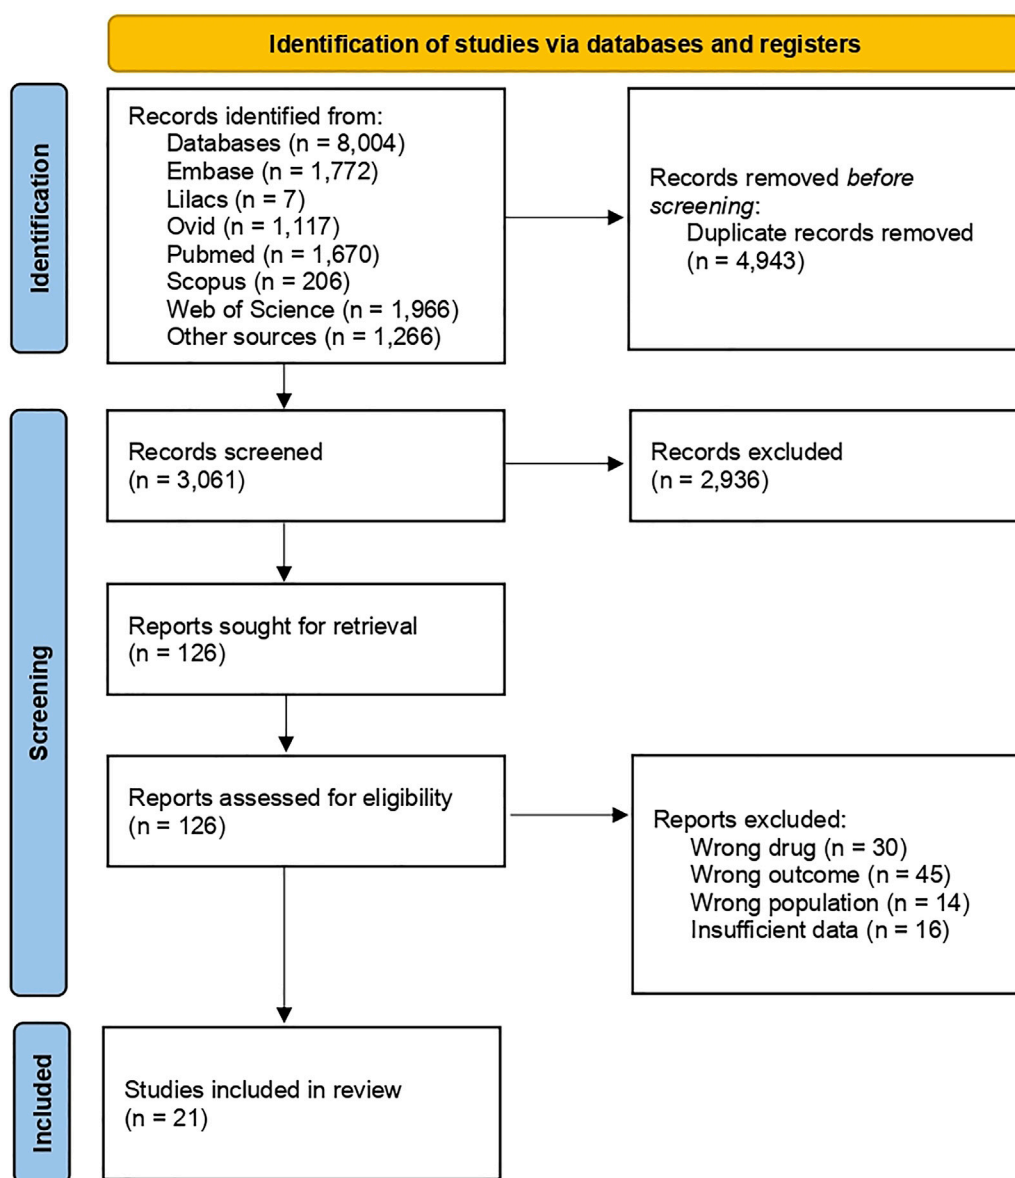 Identification of studies via databases and registers
Identification
Records identified from:
Databases (n = 8,004)
Embase (n = 1,772)
Lilacs (n = 7)
Ovid (n = 1,117)
Pubmed (n = 1,670)
Scopus (n = 206)
Web of Science (n = 1,966)
Other sources (n = 1,266)
Records removed before
screening:
Duplicate records removed
(n = 4,943)
Screening
Records screened
(n = 3,061)
Records excluded
(n = 2,936)
Reports sought for retrieval
(n = 126)
Reports assessed for eligibility
(n = 126)
Reports excluded:
Wrong drug (n = 30)
Wrong outcome (n = 45)
Wrong population (n = 14)
Insufficient data (n = 16)
Included
Studies included in review
(n = 21)